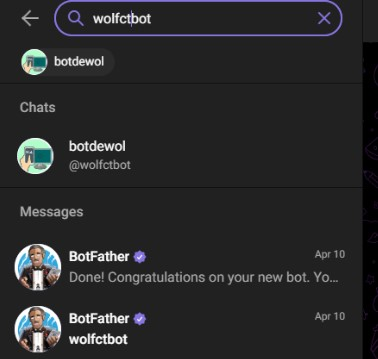 wolfctbot
botdewol
Chats
botdewol
@wolfctbot
Messages
BotFather
Apr 10
Done! Congratulations on your new bot. Yo...
BotFather
Apr 10
wolfctbot